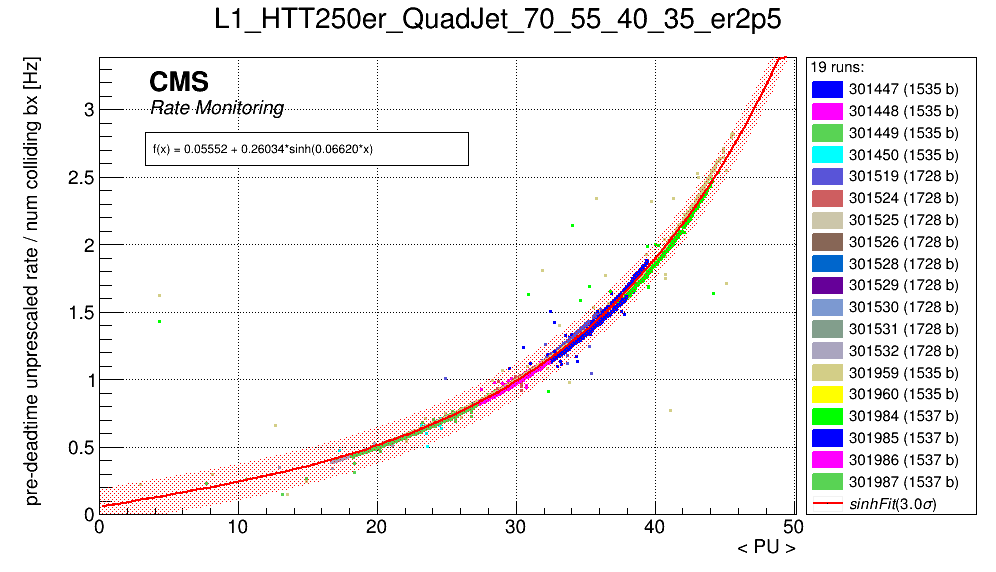 L1_HTT250er_QuadJet_70_55_40_35_er2p5
pre-deadtime unprescaled rate / num colliding bx [Hz]
CMS
Rate Monitoring
f(x) = 0.05552 + 0.26034*sinh(0.06620*x)
3
2.5
2
1.5
1
0.5
0
0 10 20 30 40 50
< PU >
19 runs:
301447 (1535 b)
301448 (1535 b)
301449 (1535 b)
301450 (1535 b)
301519 (1728 b)
301524 (1728 b)
301525 (1728 b)
301526 (1728 b)
301528 (1728 b)
301529 (1728 b)
301530 (1728 b)
301531 (1728 b)
301532 (1728 b)
301959 (1535 b)
301960 (1535 b)
301984 (1537 b)
301985 (1537 b)
301986 (1537 b)
301987 (1537 b)
sinhFit(3.0σ)